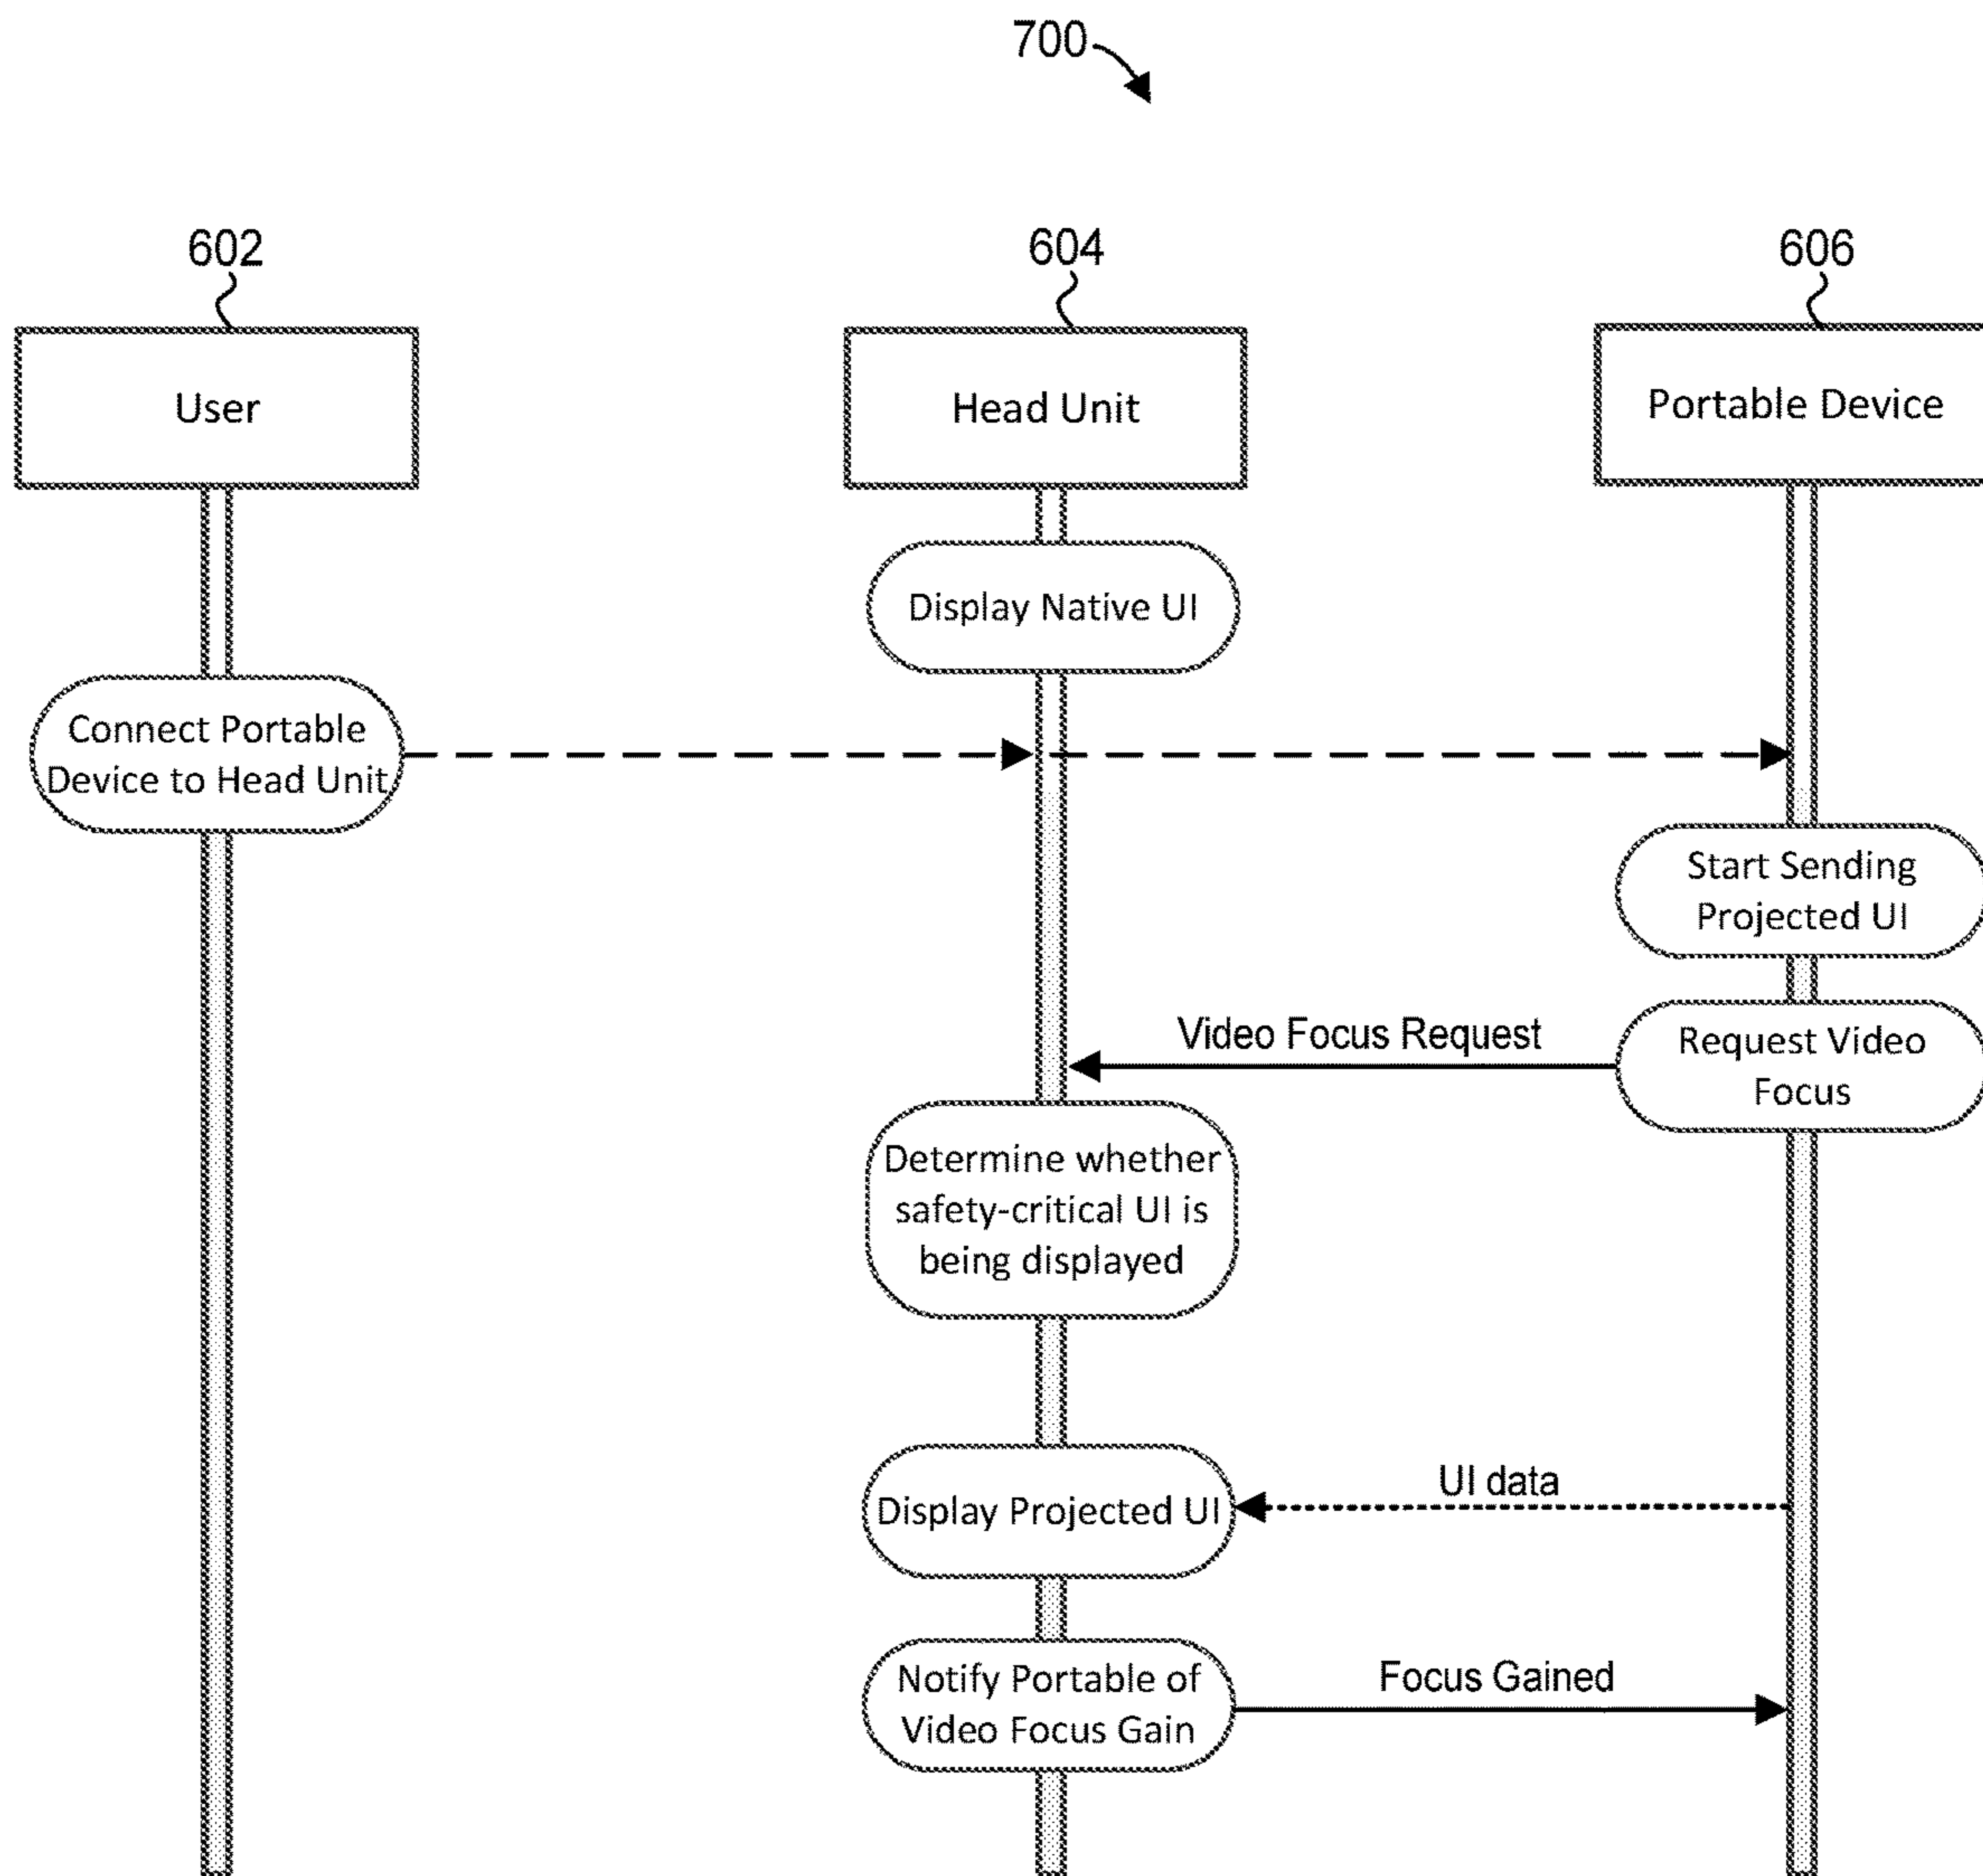 700
602
604
606
User
Head Unit
Portable Device
Display Native UI
Connect Portable
Device to Head Unit
Start Sending
Projected UI
Video Focus Request
Request Video
Focus
Determine whether
safety-critical UI is
being displayed
UI data
Display Projected UI
Notify Portable of
Video Focus Gain
Focus Gained